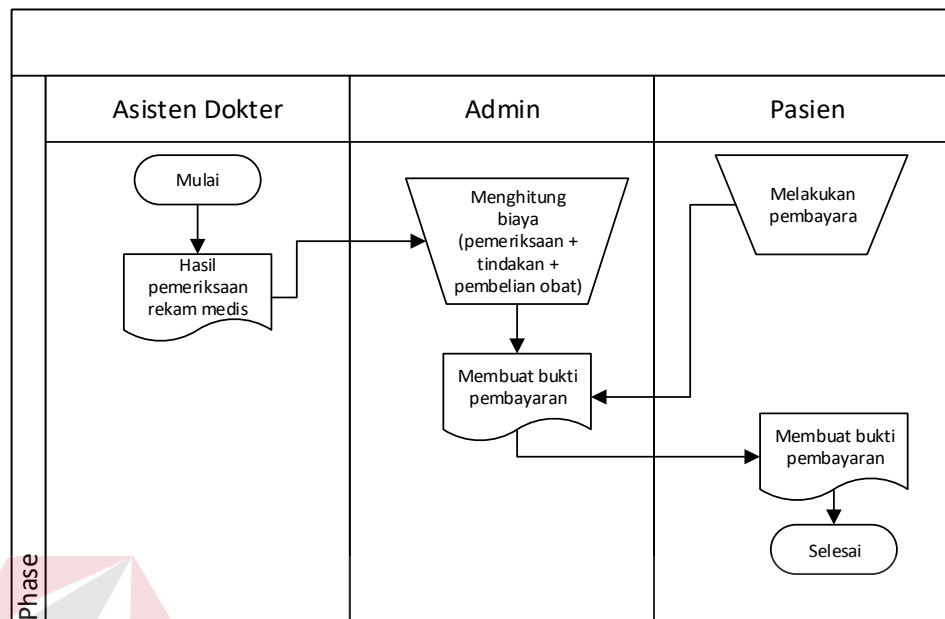 Asisten Dokter
Admin
Pasien
Mulai
Hasil
pemeriksaan
rekam medis
Menghitung
biaya
(pemeriksaan +
tindakan +
pembelian obat)
Melakukan
pembayara
Membuat bukti
pembayaran
Membuat bukti
pembayaran
Selesai
Phase